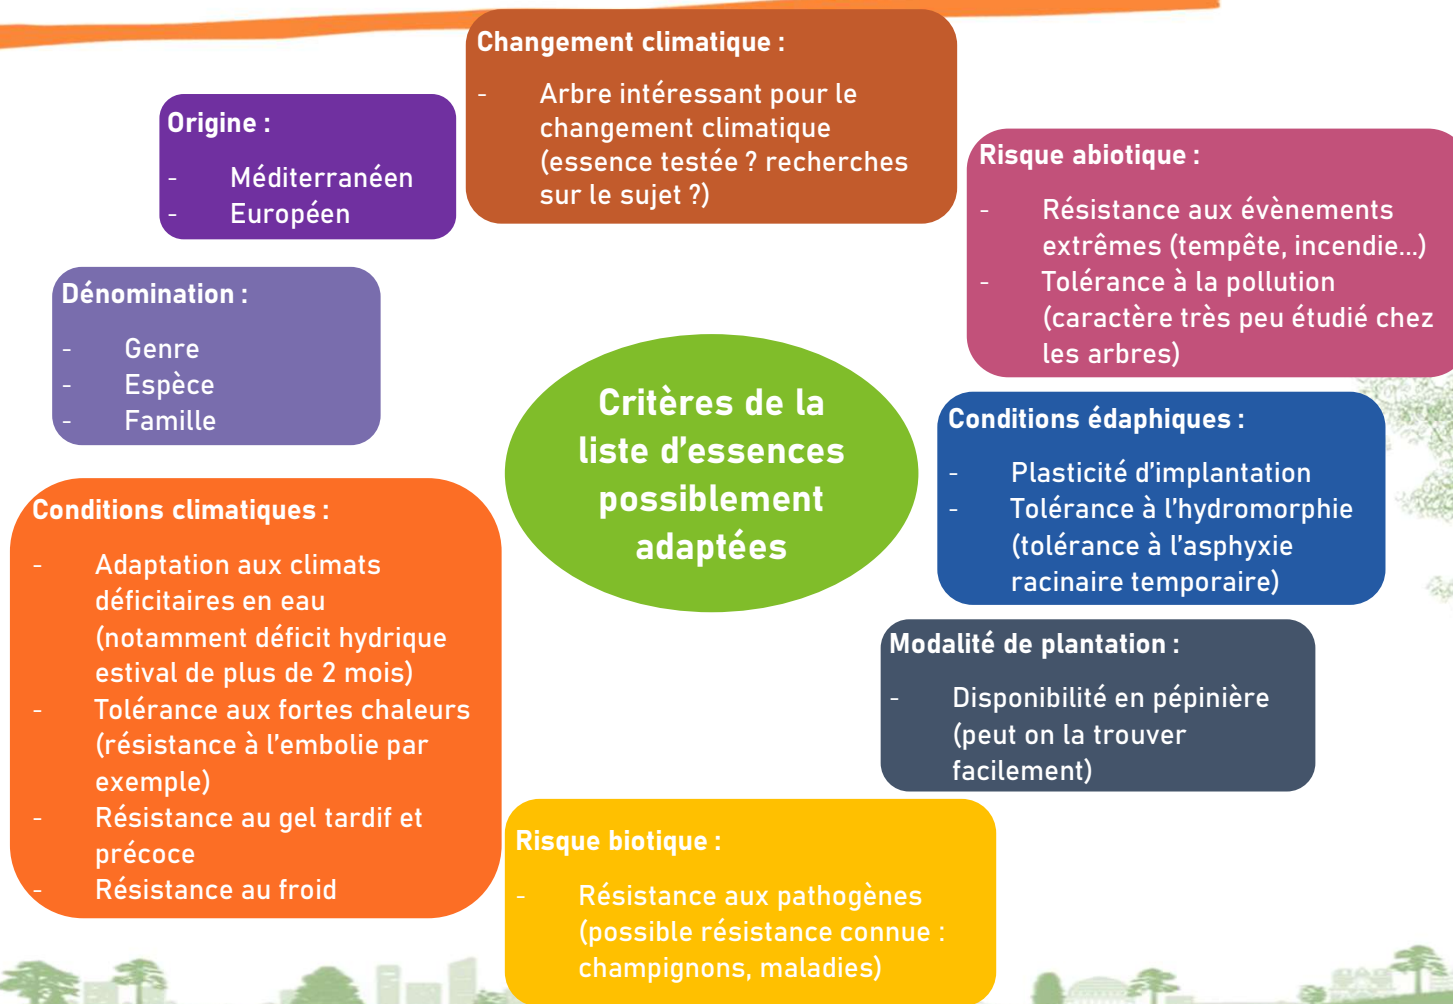 Changement climatique :
- Arbre intéressant pour le
changement climatique
(essence testée ? recherches
sur le sujet ?)
Origine :
- Méditerranéen
- Européen
Risque abiotique :
- Résistance aux évènements
extrêmes (tempête, incendie...)
- Tolérance à la pollution
(caractère très peu étudié chez
les arbres)
Dénomination :
- Genre
- Espèce
- Famille
Critères de la
liste d'essences
possiblement
adaptées
Conditions édaphiques :
- Plasticité d'implantation
- Tolérance à l'hydromorphie
(tolérance à l'asphyxie
racinaire temporaire)
Conditions climatiques :
- Adaptation aux climats
déficitaires en eau
(notamment déficit hydrique
estival de plus de 2 mois)
- Tolérance aux fortes chaleurs
(résistance à l'embolie par
exemple)
- Résistance au gel tardif et
précoce
- Résistance au froid
Modalité de plantation :
- Disponibilité en pépinière
(peut on la trouver
facilement)
Risque biotique :
- Résistance aux pathogènes
(possible résistance connue :
champignons, maladies)